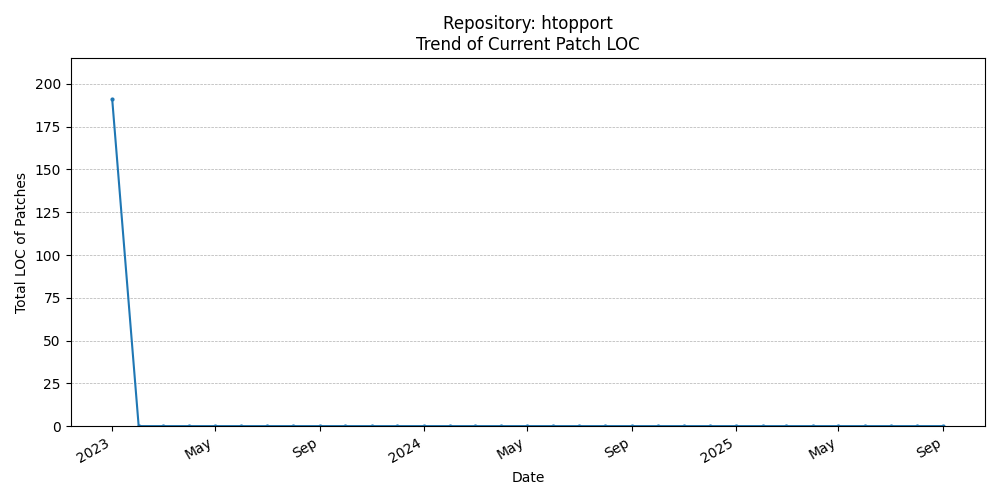 Repository: htopport
Trend of Current Patch LOC
Total LOC of Patches
200
175
150
125
100
75
50
25
0
2023
May
Sep
2024
May
Sep
2025
May
Sep
Date